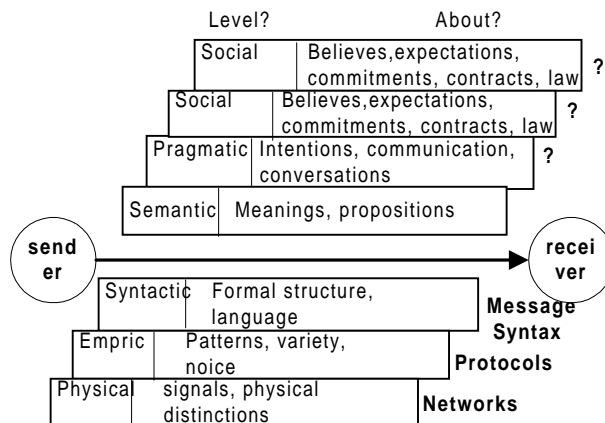 Level? About?
Social Believes,expectations,
commitments, contracts, law ?
Social Believes,expectations,
commitments, contracts, law ?
Pragmatic Intentions, communication, ?
conversations
Semantic Meanings, propositions
send
er
recei
ver
Syntactic Formal structure,
language
Message
Syntax
Empric Patterns, variety,
noice
Protocols
Physical signals, physical
distinctions
Networks